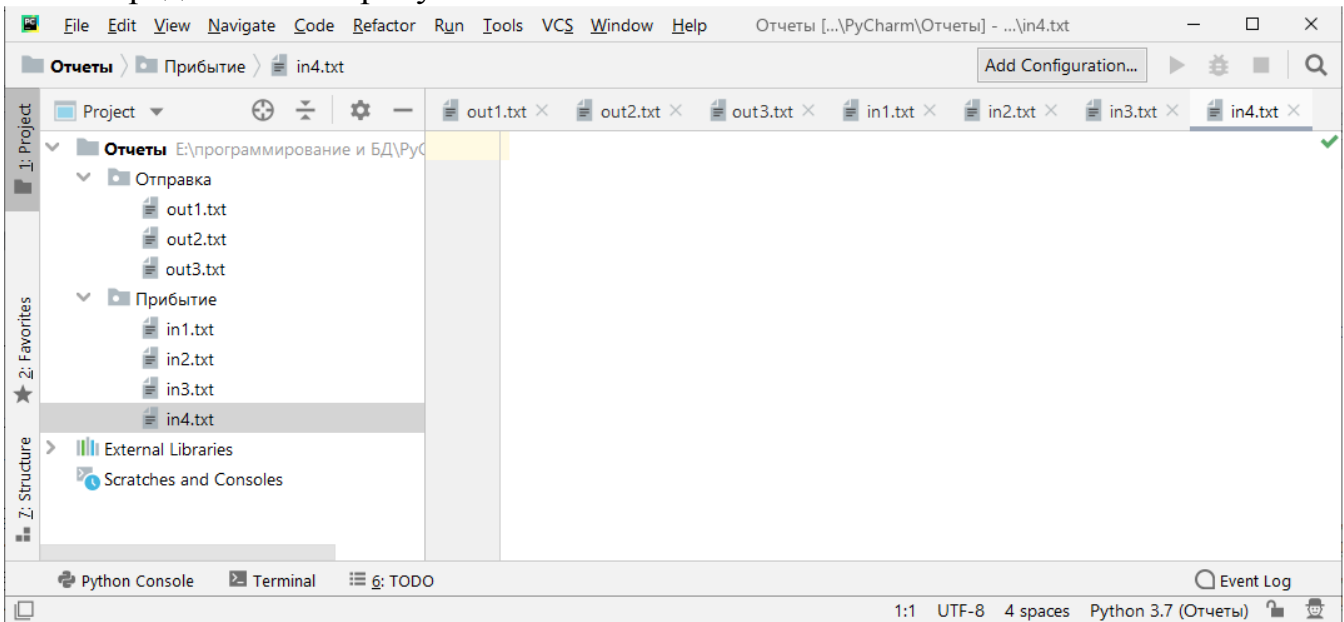 File Edit View Navigate Code Refactor Run Tools VCS Window Help Отчеты [...\PyCharm\Отчеты] - ...\in4.txt
Отчеты Прибытие in4.txt Add Configuration...
1: Project
Project
out1.txt out2.txt out3.txt in1.txt in2.txt in3.txt in4.txt
Отчеты E:\программирование и БД\PyC
Отправка
out1.txt
out2.txt
out3.txt
Прибытие
in1.txt
in2.txt
in3.txt
in4.txt
External Libraries
Scratches and Consoles
2: Favorites
Z: Structure
Python Console Terminal 6: TODO Event Log
1:1 UTF-8 4 spaces Python 3.7 (Отчеты)